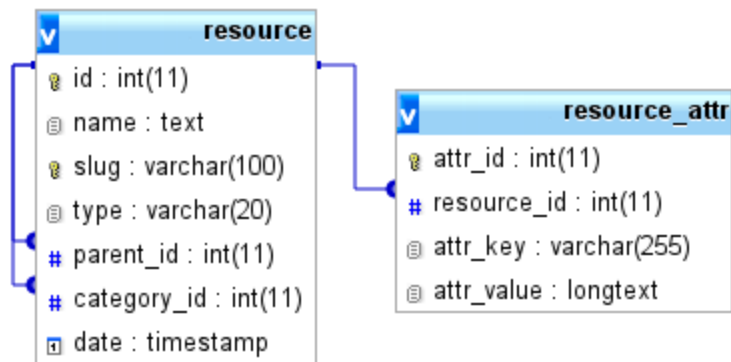 v resource
id : int(11)
name : text
slug : varchar(100)
type : varchar(20)
# parent_id : int(11)
# category_id : int(11)
1 date : timestamp
v resource_attr
attr_id : int(11)
# resource_id : int(11)
attr_key : varchar(255)
attr_value : longtext